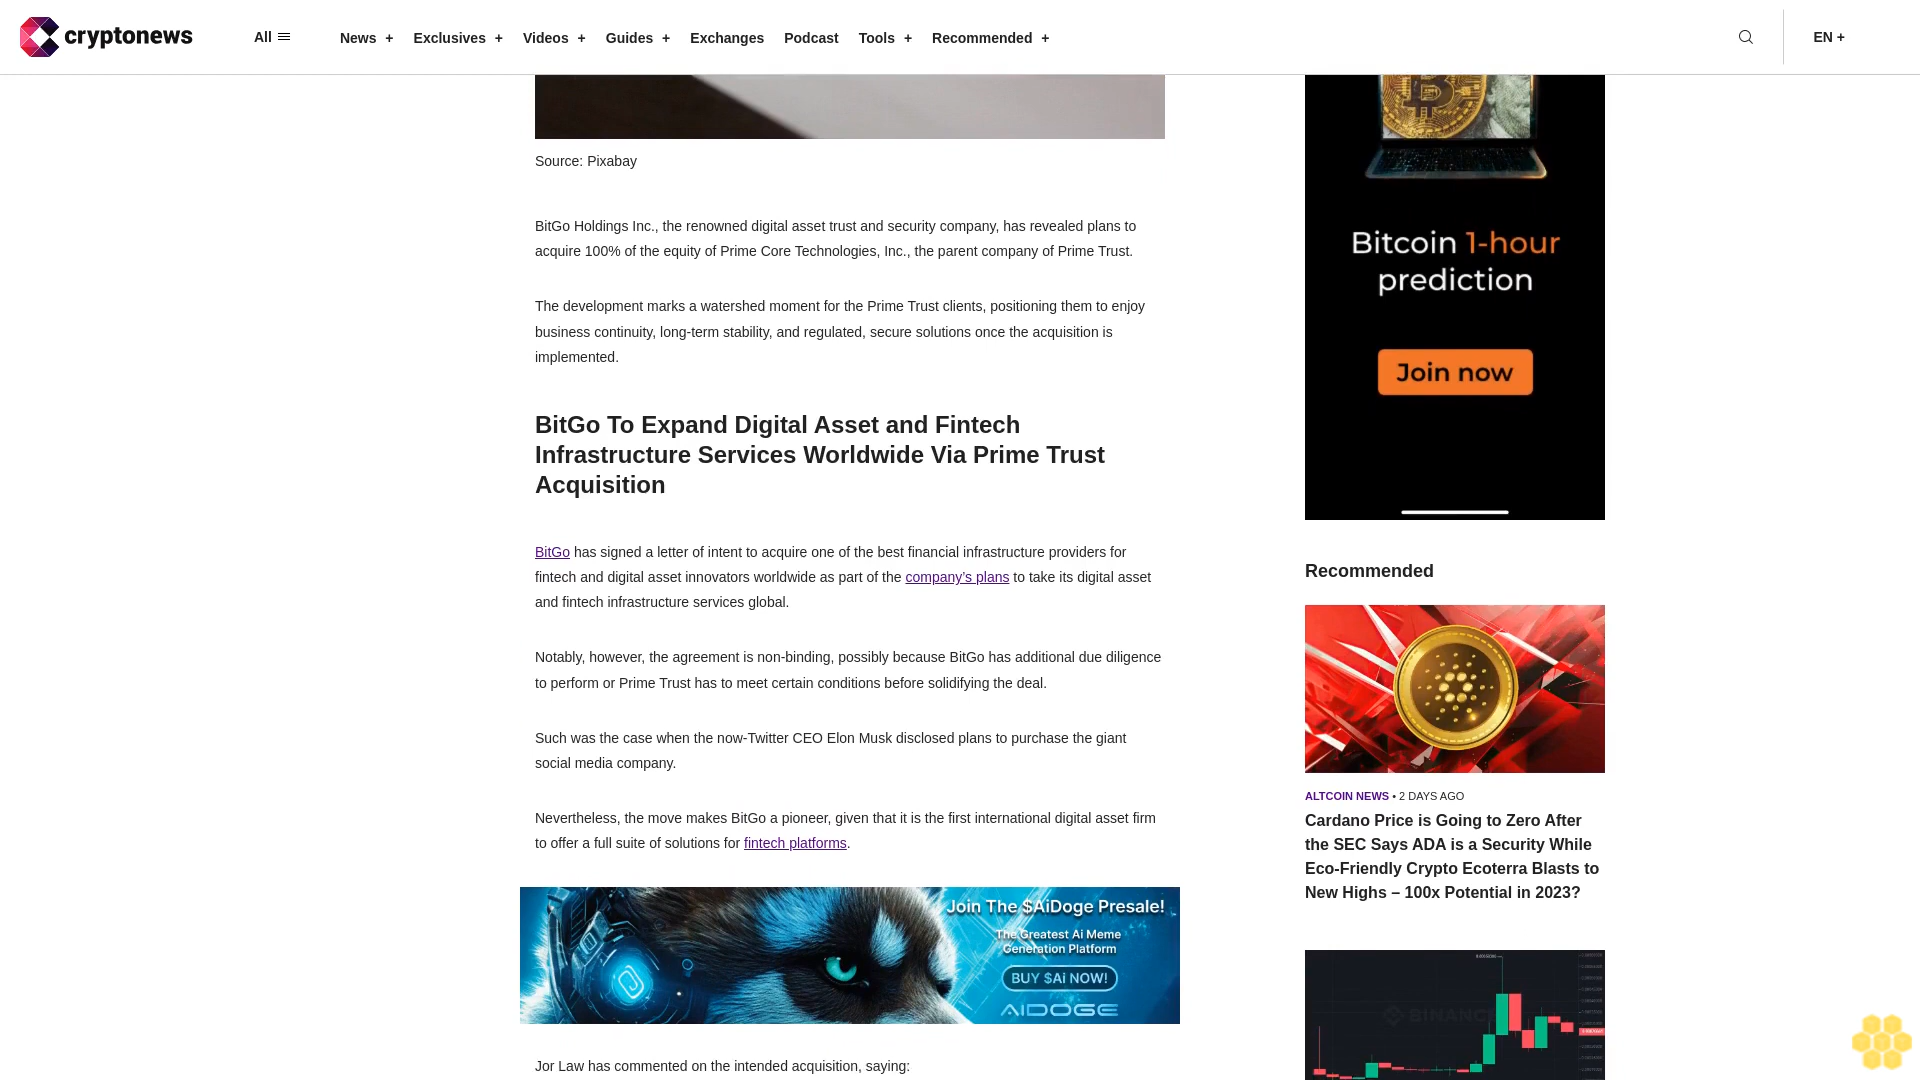 cryptonews
All
News +
Exclusives +
Videos +
Guides +
Exchanges
Podcast
Tools +
Recommended +
EN +
Source: Pixabay
BitGo Holdings Inc., the renowned digital asset trust and security company, has revealed plans to
acquire 100% of the equity of Prime Core Technologies, Inc., the parent company of Prime Trust.
The development marks a watershed moment for the Prime Trust clients, positioning them to enjoy
business continuity, long-term stability, and regulated, secure solutions once the acquisition is
implemented.
BitGo To Expand Digital Asset and Fintech
Infrastructure Services Worldwide Via Prime Trust
Acquisition
BitGo has signed a letter of intent to acquire one of the best financial infrastructure providers for
fintech and digital asset innovators worldwide as part of the company’s plans to take its digital asset
and fintech infrastructure services global.
Notably, however, the agreement is non-binding, possibly because BitGo has additional due diligence
to perform or Prime Trust has to meet certain conditions before solidifying the deal.
Such was the case when the now-Twitter CEO Elon Musk disclosed plans to purchase the giant
social media company.
Nevertheless, the move makes BitGo a pioneer, given that it is the first international digital asset firm
to offer a full suite of solutions for fintech platforms.
Join The $AiDoge Presale!
The Greatest Ai Meme
Generation Platform
BUY $Ai NOW!
AIDOGE
Jor Law has commented on the intended acquisition, saying:
Bitcoin 1-hour
prediction
Join now
Recommended
ALTCOIN NEWS • 2 DAYS AGO
Cardano Price is Going to Zero After
the SEC Says ADA is a Security While
Eco-Friendly Crypto Ecoterra Blasts to
New Highs – 100x Potential in 2023?
BINANCE